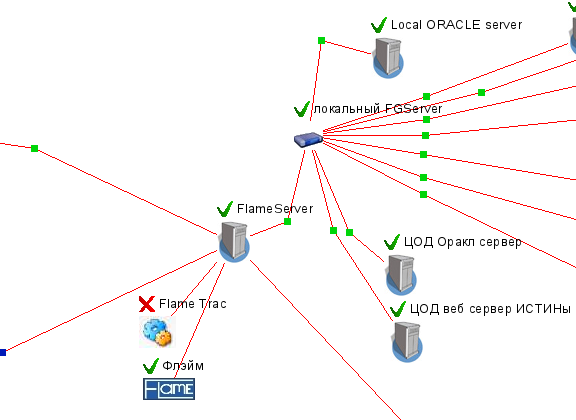 Local ORACLE server
локальный FGServer
FlameServer
ЦОД Оракл сервер
Flame Trac
ЦОД веб сервер ИСТИНы
Флэйм
FLAME